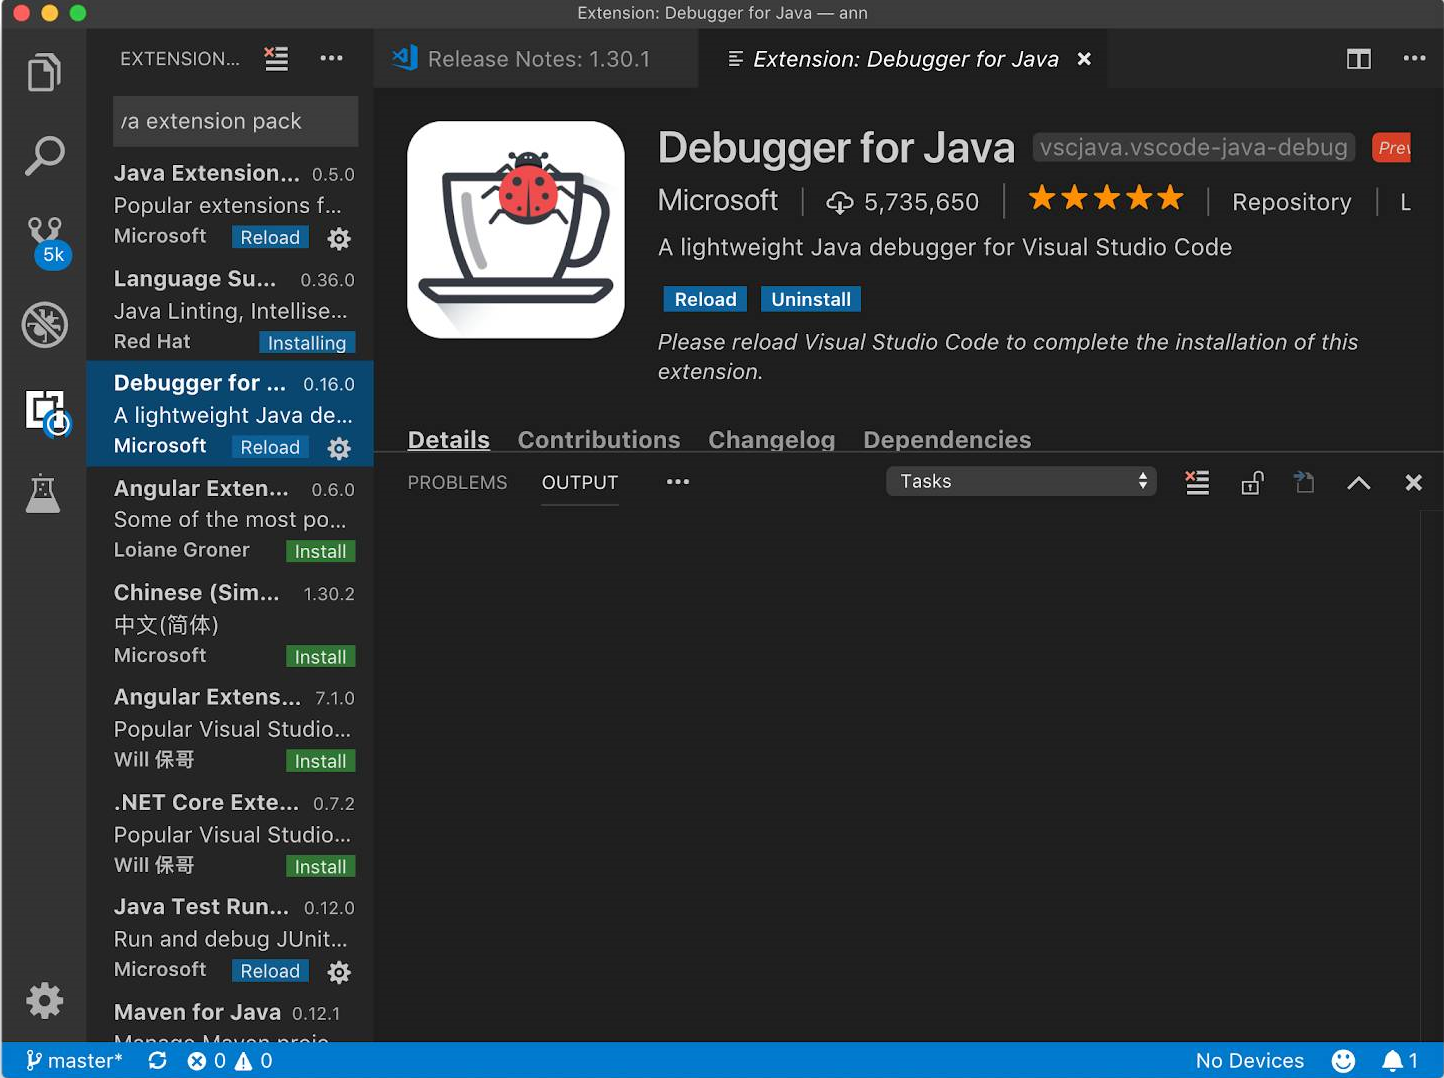 Extension: Debugger for Java — ann
EXTENSION...
Release Notes: 1.30.1
Extension: Debugger for Java
a extension pack
Java Extension... 0.5.0
Popular extensions f...
Microsoft Reload
5k
Language Su... 0.36.0
Java Linting, Intellise...
Red Hat Installing
Debugger for ... 0.16.0
A lightweight Java de...
Microsoft Reload
Angular Exten... 0.6.0
Some of the most po...
Loiane Groner Install
Chinese (Sim... 1.30.2
中文(简体)
Microsoft Install
Angular Extens... 7.1.0
Popular Visual Studio...
Will 保哥 Install
.NET Core Exte... 0.7.2
Popular Visual Studio...
Will 保哥 Install
Java Test Run... 0.12.0
Run and debug JUnit...
Microsoft Reload
Maven for Java 0.12.1
Debugger for Java vscjava.vscode-java-debug Prev
Microsoft | 5,735,650 | Repository | L
A lightweight Java debugger for Visual Studio Code
Reload Uninstall
Please reload Visual Studio Code to complete the installation of this
extension.
Details Contributions Changelog Dependencies
PROBLEMS OUTPUT ... Tasks
master* 0 0 No Devices 1